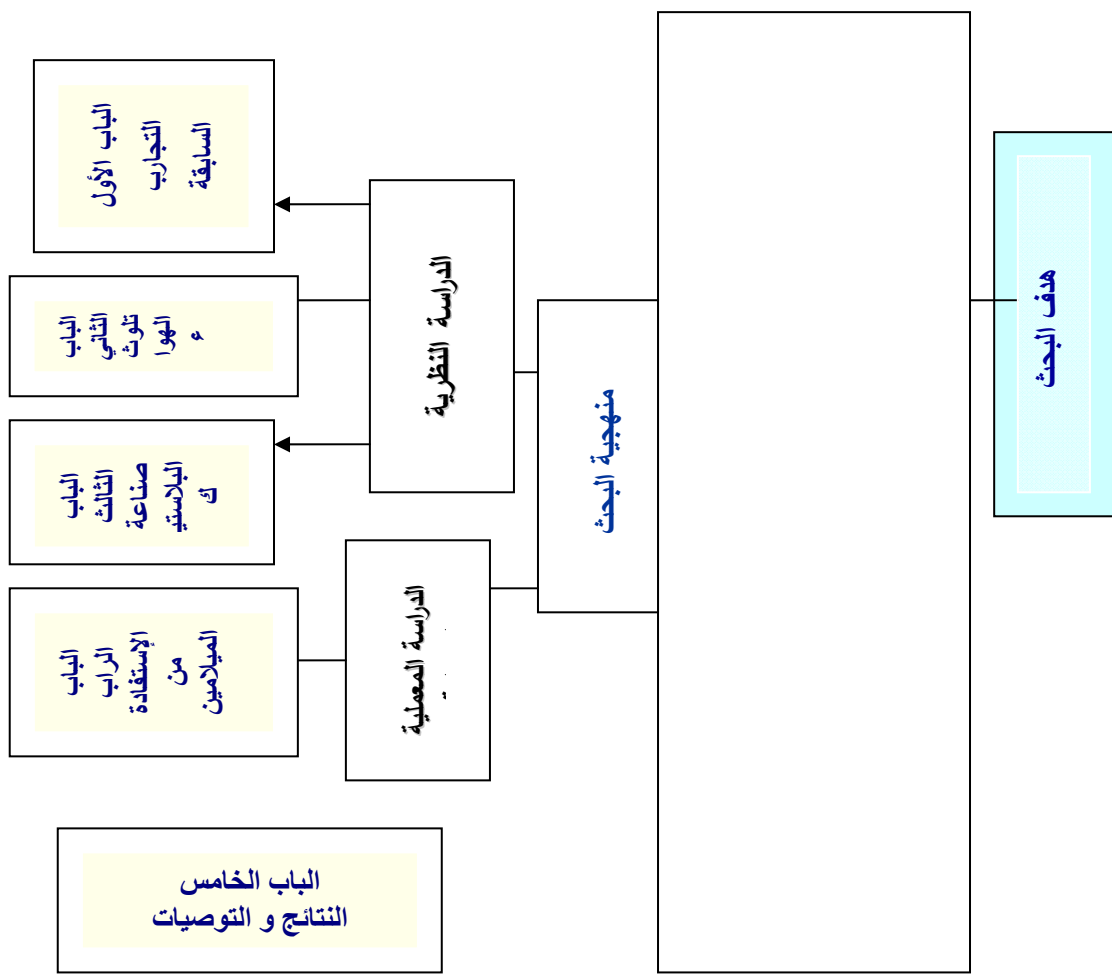 هدف البحث
منهجية البحث
الدراسة النظرية
الدراسة المعملية
الباب الأول
التجارب
السابقة
الباب
الثاني
تلوث
الهوا
ء
الباب
الثالث
صناعة
البلاستي
ك
الباب
الراب
الإستفادة
من
الميلامين
الباب الخامس
النتائج و التوصيات